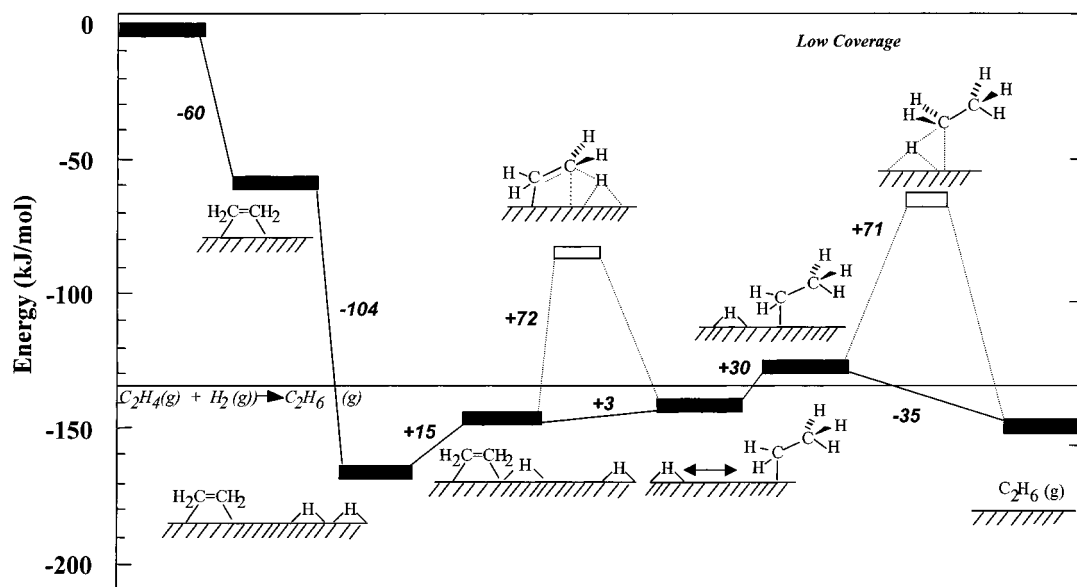 Low Coverage
Energy (kJ/mol)
0
-50
-100
-150
-200
-60
-104
+15
+72
+3
+30
+71
-35
C2H4(g) + H2(g)→C2H6 (g)
H2C=CH2
H2C=CH2
H H
H2C=CH2
H H
H
H
C
C
H
H
H
H
H
C
H
H
C
H
H
H
H
H
C
H
H
C
H
H
H
H
H
C
H
H
C
H
H
H
C2H6 (g)